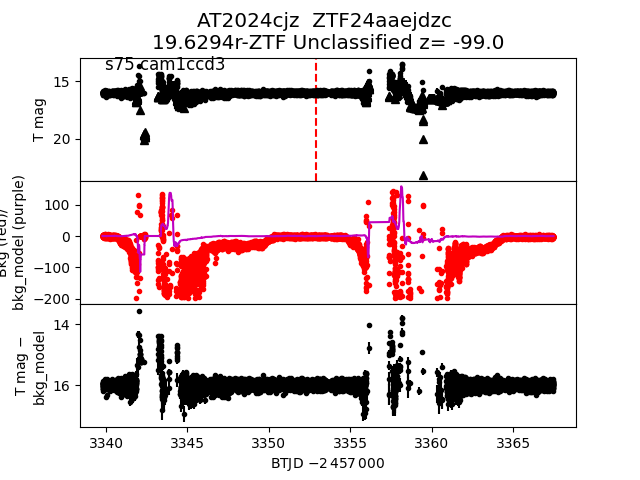 AT2024cjz  ZTF24aaejdzc
19.6294r-ZTF Unclassified z= -99.0
s75 cam1ccd3
T mag
15
20
Bkg (red)/
bkg_model (purple)
100
0
−100
−200
T mag −
bkg_model
14
16
3340
3345
3350
3355
3360
3365
BTJD −2 457 000